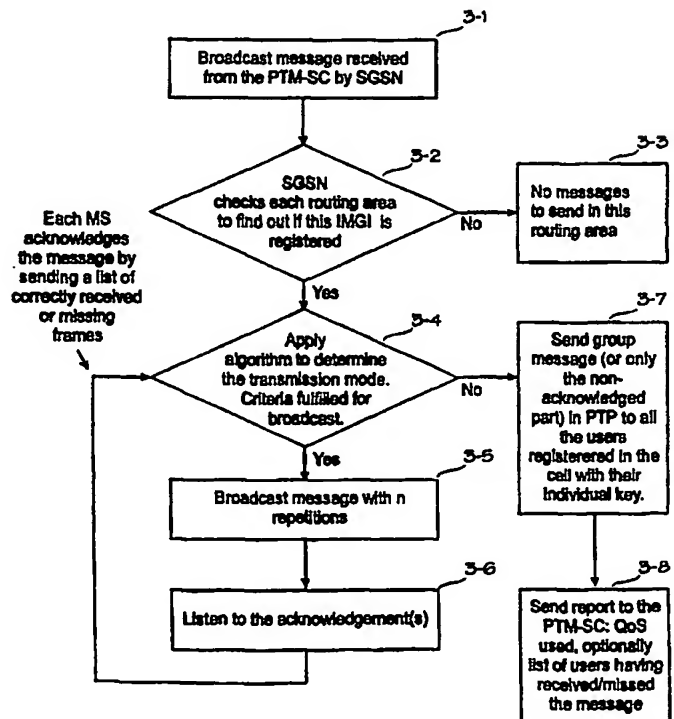 3-1
Broadcast message received
from the PTM-SC by SGSN
3-2
SGSN
checks each routing area
to find out if this IMGI is
registered
No
3-3
No messages
to send in this
routing area
Each MS
acknowledges
the message by
sending a list of
correctly received
or missing
frames
Yes
3-4
Apply
algorithm to determine
the transmission mode.
Criteria fulfilled for
broadcast.
No
3-7
Send group
message (or only
the non-
acknowledged
part) in PTP to all
the users
registerered in the
cell with their
individual key.
Yes
3-5
Broadcast message with n
repetitions
3-6
Listen to the acknowledgement(s)
3-8
Send report to the
PTM-SC: QoS
used, optionally
list of users having
received/missed
the message